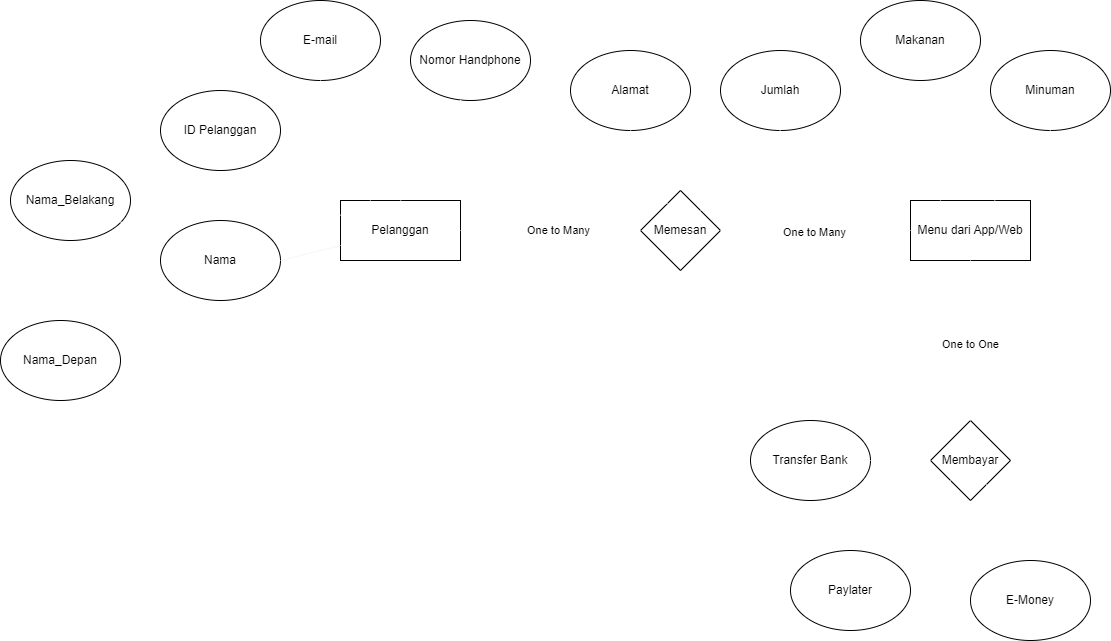 E-mail
Nomor Handphone
Alamat
Jumlah
Makanan
Minuman
ID Pelanggan
Nama_Belakang
Nama
Pelanggan
One to Many
Memesan
One to Many
Menu dari App/Web
Nama_Depan
One to One
Transfer Bank
Membayar
Paylater
E-Money